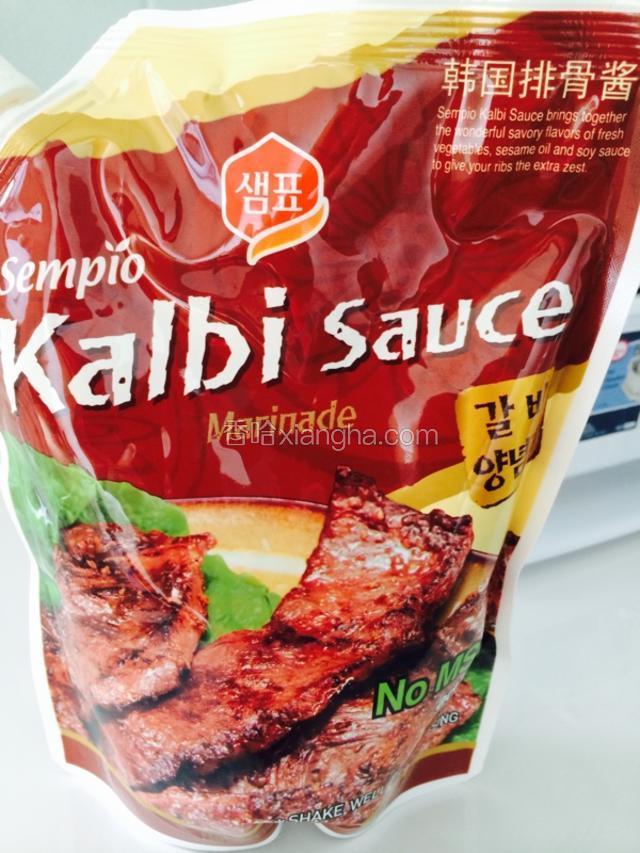 韩国排骨酱
Sempio Kalbi Sauce brings together
the wonderful savory flavors of fresh
vegetables, sesame oil and soy sauce
to give your ribs the extra zest.
샘표
Sempio
Kalbi Sauce
Marinade
香哈xiangha.com
갈비
양념
No MS
SHAKE WELL